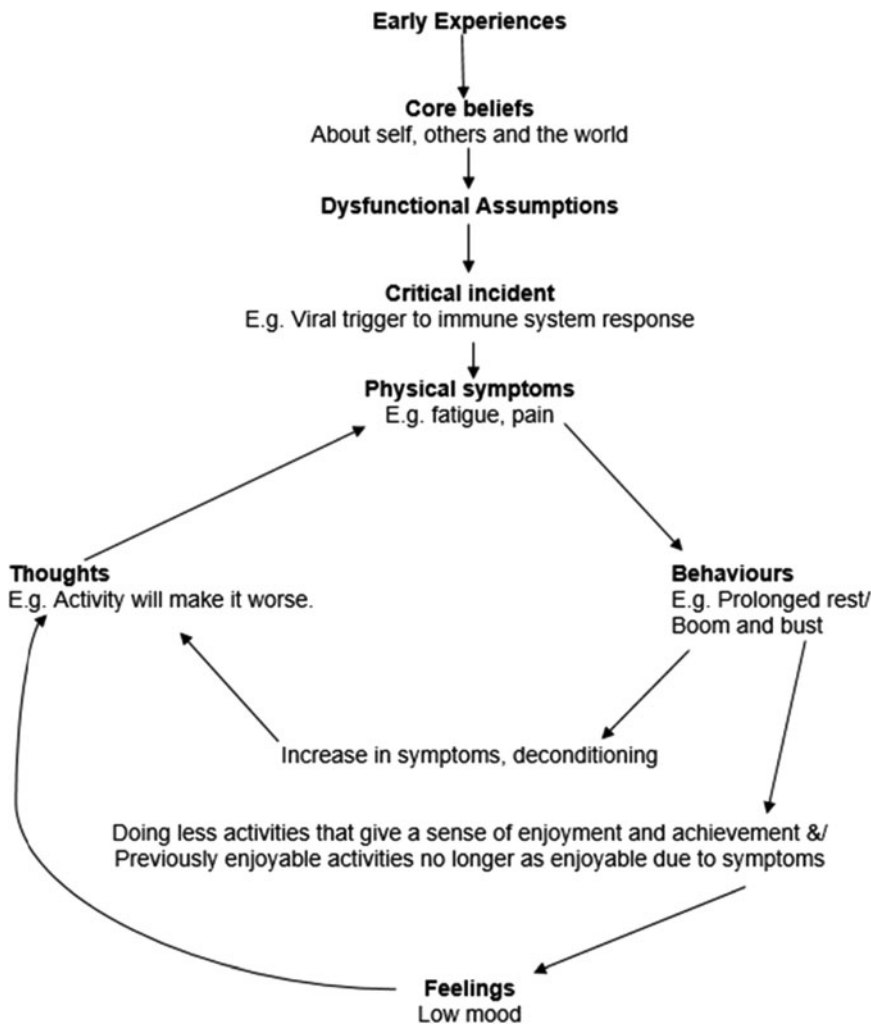 Early Experiences
Core beliefs
About self, others and the world
Dysfunctional Assumptions
Critical incident
E.g. Viral trigger to immune system response
Physical symptoms
E.g. fatigue, pain
Thoughts
E.g. Activity will make it worse.
Behaviours
E.g. Prolonged rest/
Boom and bust
Increase in symptoms, deconditioning
Doing less activities that give a sense of enjoyment and achievement &/
Previously enjoyable activities no longer as enjoyable due to symptoms
Feelings
Low mood